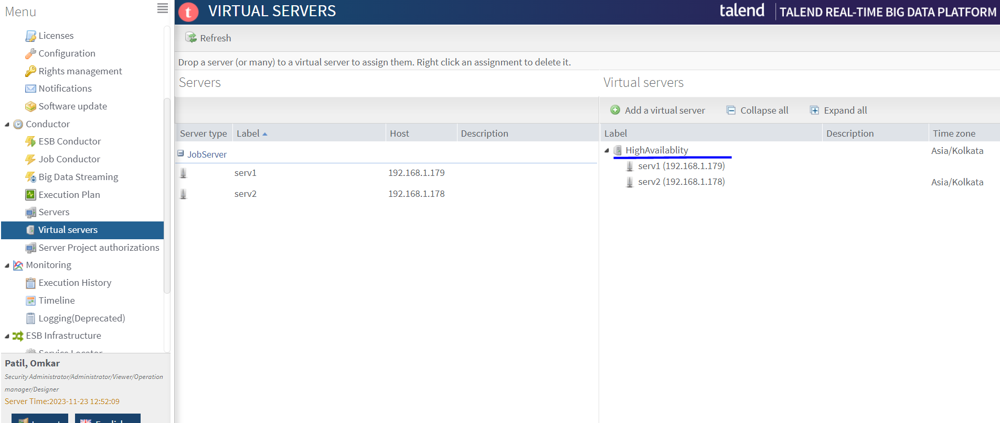 Menu
Licenses
Configuration
Rights management
Notifications
Software update
Conductor
ESB Conductor
Job Conductor
Big Data Streaming
Execution Plan
Servers
Virtual servers
Server Project authorizations
Monitoring
Execution History
Timeline
Logging(Deprecated)
ESB Infrastructure
Service Locator
Patil, Omkar
Security Administrator/Administrator/Viewer/Operation
manager/Designer
Server Time:2023-11-23 12:52:09
t VIRTUAL SERVERS
talend TALEND REAL-TIME BIG DATA PLATFORM
Refresh
Drop a server (or many) to a virtual server to assign them. Right click an assignment to delete it.
Servers
Server type Label Host Description
JobServer
serv1 192.168.1.179
serv2 192.168.1.178
Virtual servers
Add a virtual server Collapse all Expand all
Label Description Time zone
HighAvailablity Asia/Kolkata
serv1 (192.168.1.179)
serv2 (192.168.1.178) Asia/Kolkata